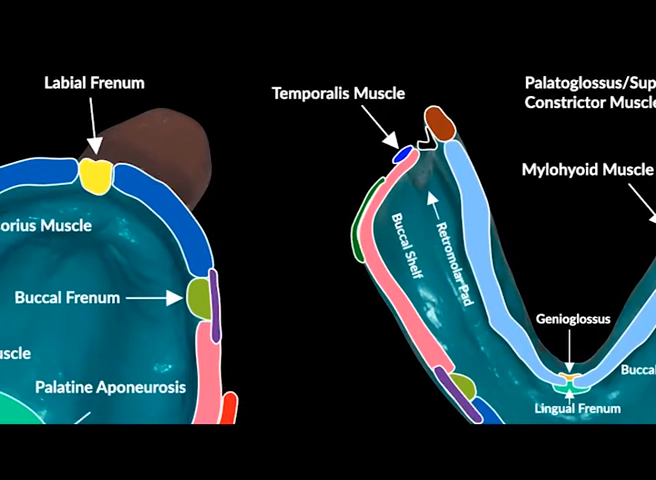 Labial Frenum
Temporalis Muscle
Palatoglossus/Sup
Constrictor Muscle
Mylohyoid Muscle
orius Muscle
Buccal Shelf
Retromolar Pad
Buccal Frenum
Genioglossus
uscle
Palatine Aponeurosis
Buccal
Lingual Frenum